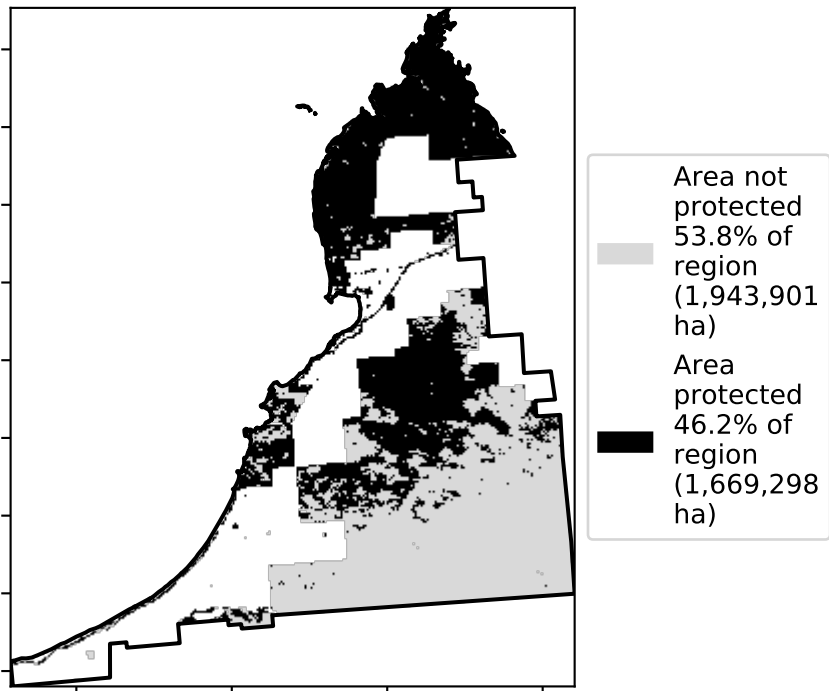 Area not
protected
53.8% of
region
(1,943,901
ha)
Area
protected
46.2% of
region
(1,669,298
ha)